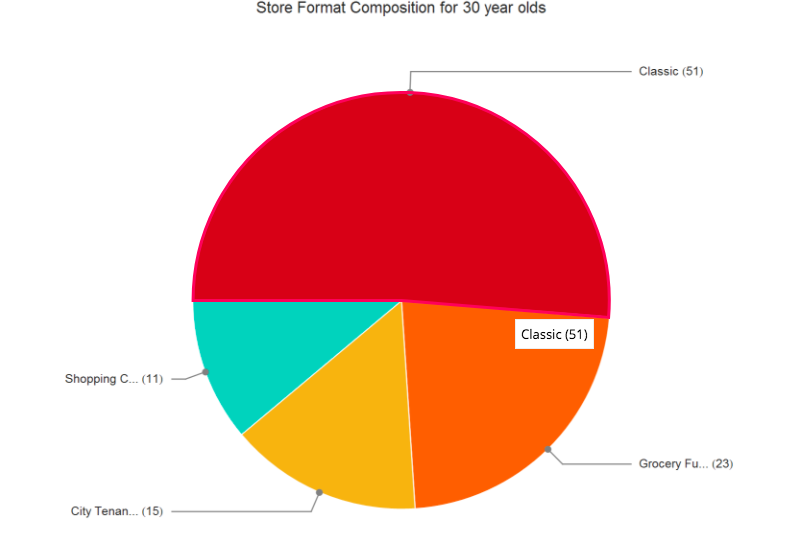 Store Format Composition for 30 year olds
Classic (51)
Classic (51)
Shopping C... (11)
Grocery Fu... (23)
City Tenan... (15)